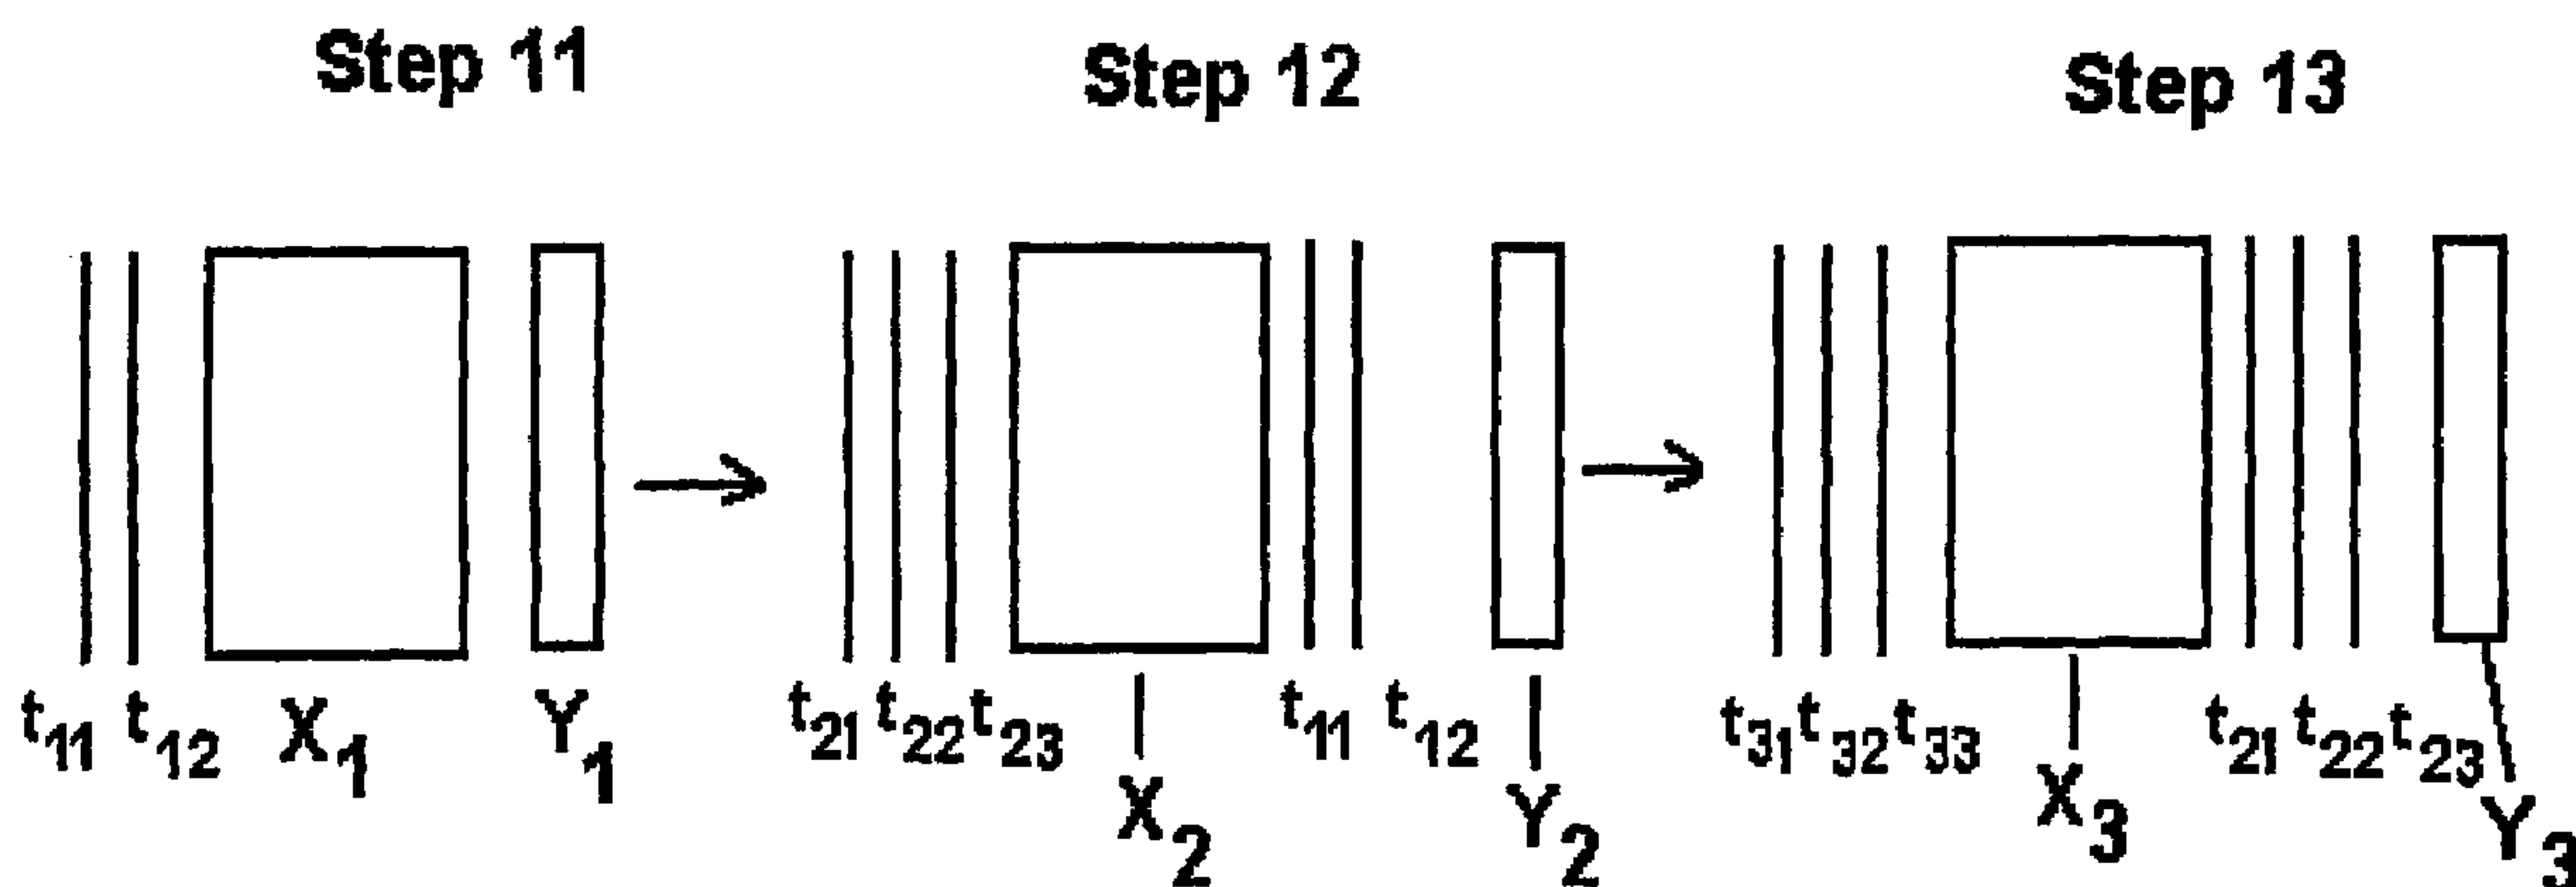 Step 11 Step 12 Step 13
t11 t12 X1 Y1 t21 t22 t23 t11 t12 t31 t32 t33 t21 t22 t23
X2 Y2 X3 Y3